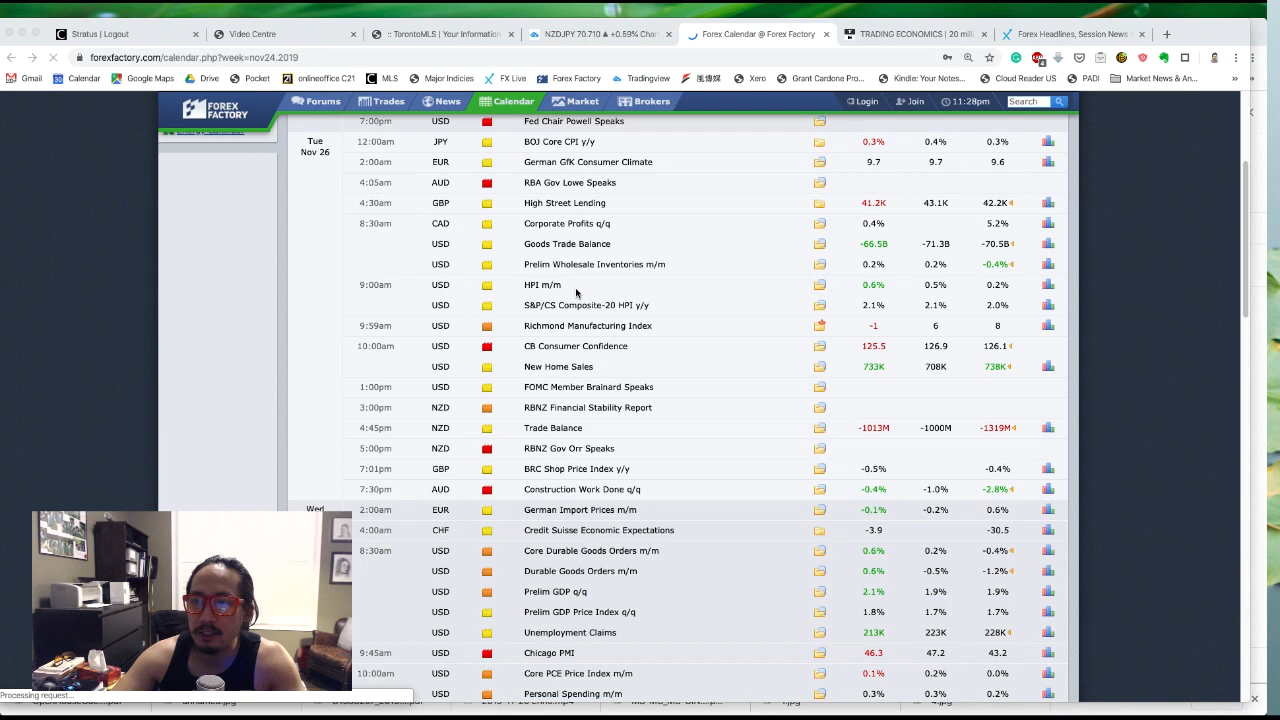 Stratus | Logout
Video Centre
:: TorontoMLS | Your Information
NZDJPY 70.710 ▲ +0.59% Char
Forex Calendar @ Forex Factory
TRADING ECONOMICS | 20 mill
Forex Headlines, Session News
forexfactory.com/calendar.php?week=nov24.2019
Gmail Calendar Google Maps Drive Pocket onlineoffice C21 MLS Major Indicies FX Live Forex Factory Tradingview 風傳媒 Xero Grant Cardone Pro... Kindle: Your Notes... Cloud Reader US PADI Market News & An...
FOREX FACTORY
Forums Trades News Calendar Market Brokers Login Join 11:28pm Search
7:00pm USD Fed Chair Powell Speaks
Tue Nov 26 12:00am JPY BOJ Core CPI y/y 0.3% 0.4% 0.3%
2:00am EUR German GfK Consumer Climate 9.7 9.7 9.6
4:05am AUD RBA Gov Lowe Speaks
4:30am GBP High Street Lending 41.2K 43.1K 42.2K
8:30am CAD Corporate Profits q/q 0.4% 5.2%
USD Goods Trade Balance -66.5B -71.3B -70.5B
USD Prelim Wholesale Inventories m/m 0.2% 0.2% -0.4%
9:00am USD HPI m/m 0.6% 0.5% 0.2%
USD S&P/CS Composite-20 HPI y/y 2.1% 2.1% 2.0%
9:59am USD Richmond Manufacturing Index -1 6 8
10:00am USD CB Consumer Confidence 125.5 126.9 126.1
USD New Home Sales 733K 708K 738K
1:00pm USD FOMC Member Brainard Speaks
3:00pm NZD RBNZ Financial Stability Report
4:45pm NZD Trade Balance -1013M -1000M -1319M
5:00pm NZD RBNZ Gov Orr Speaks
7:01pm GBP BRC Shop Price Index y/y -0.5% -0.4%
7:30pm AUD Construction Work Done q/q -0.4% -1.0% -2.8%
Wed 2:00am EUR German Import Prices m/m -0.1% -0.2% 0.6%
4:00am CHF Credit Suisse Economic Expectations -3.9 -30.5
8:30am USD Core Durable Goods Orders m/m 0.6% 0.2% -0.4%
USD Durable Goods Orders m/m 0.6% -0.5% -1.2%
USD Prelim GDP q/q 2.1% 1.9% 1.9%
USD Prelim GDP Price Index q/q 1.8% 1.7% 1.7%
USD Unemployment Claims 213K 223K 228K
9:45am USD Chicago PMI 46.3 47.2 43.2
10:00am USD Core PCE Price Index m/m 0.1% 0.2% 0.0%
USD Personal Spending m/m 0.3% 0.3% 0.2%
Processing request...